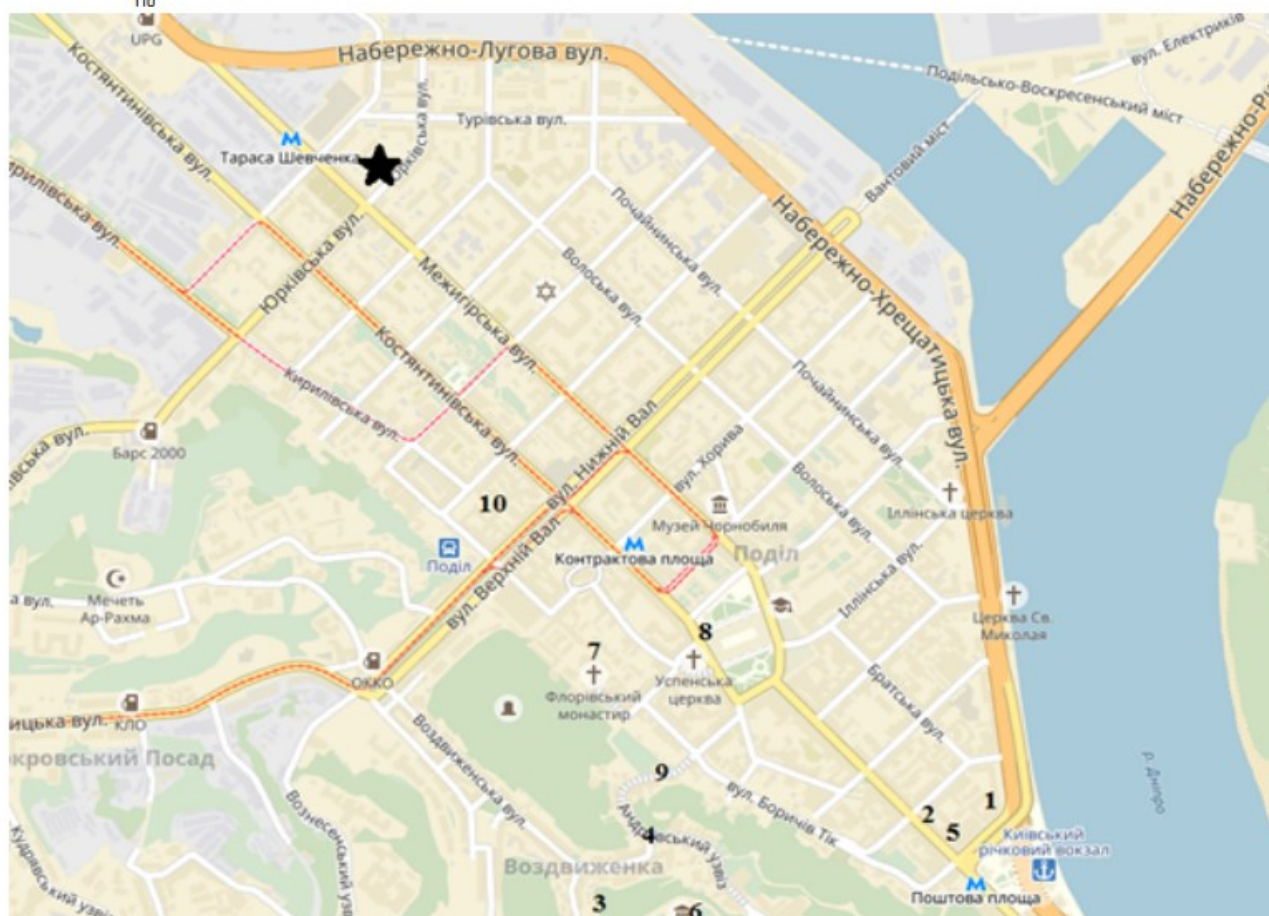 UPG
Набережно-Лугова вул.
вул. Електриків
Подільсько-Воскресенський міст
Костянтинівська вул.
Турівська вул.
Тараса Шевченка
Юрківська вул.
Вантовий міст
Почайнинська вул.
Набережно-Хрещатицька вул.
Кирилівська вул.
Юрківська вул.
Межигірська вул.
Волоська вул.
Костянтинівська вул.
Почайнинська вул.
Кирилівська вул.
Барс 2000
вул. Нижній Вал
вул. Хорива
Волоська вул.
10
вул. Верхній Вал
Іллінська церква
Музей Чорнобиля
Поділ
Контрактова площа
Поділ
Іллінська вул.
Мечеть
Ар-Рахма
Церква Св.
Миколая
8
7
Флорівський
монастир
Успенська
церква
Братська вул.
ОККО
КЛО
9
вул. Боричів Тік
Воздвиженська вул.
р. Дніпро
2
1
5
4
Андріївський узвіз
Київський
річковий вокзал
Воздвиженка
Вознесенський узвіз
Кудрявський узвіз
Поштова площа
3
6